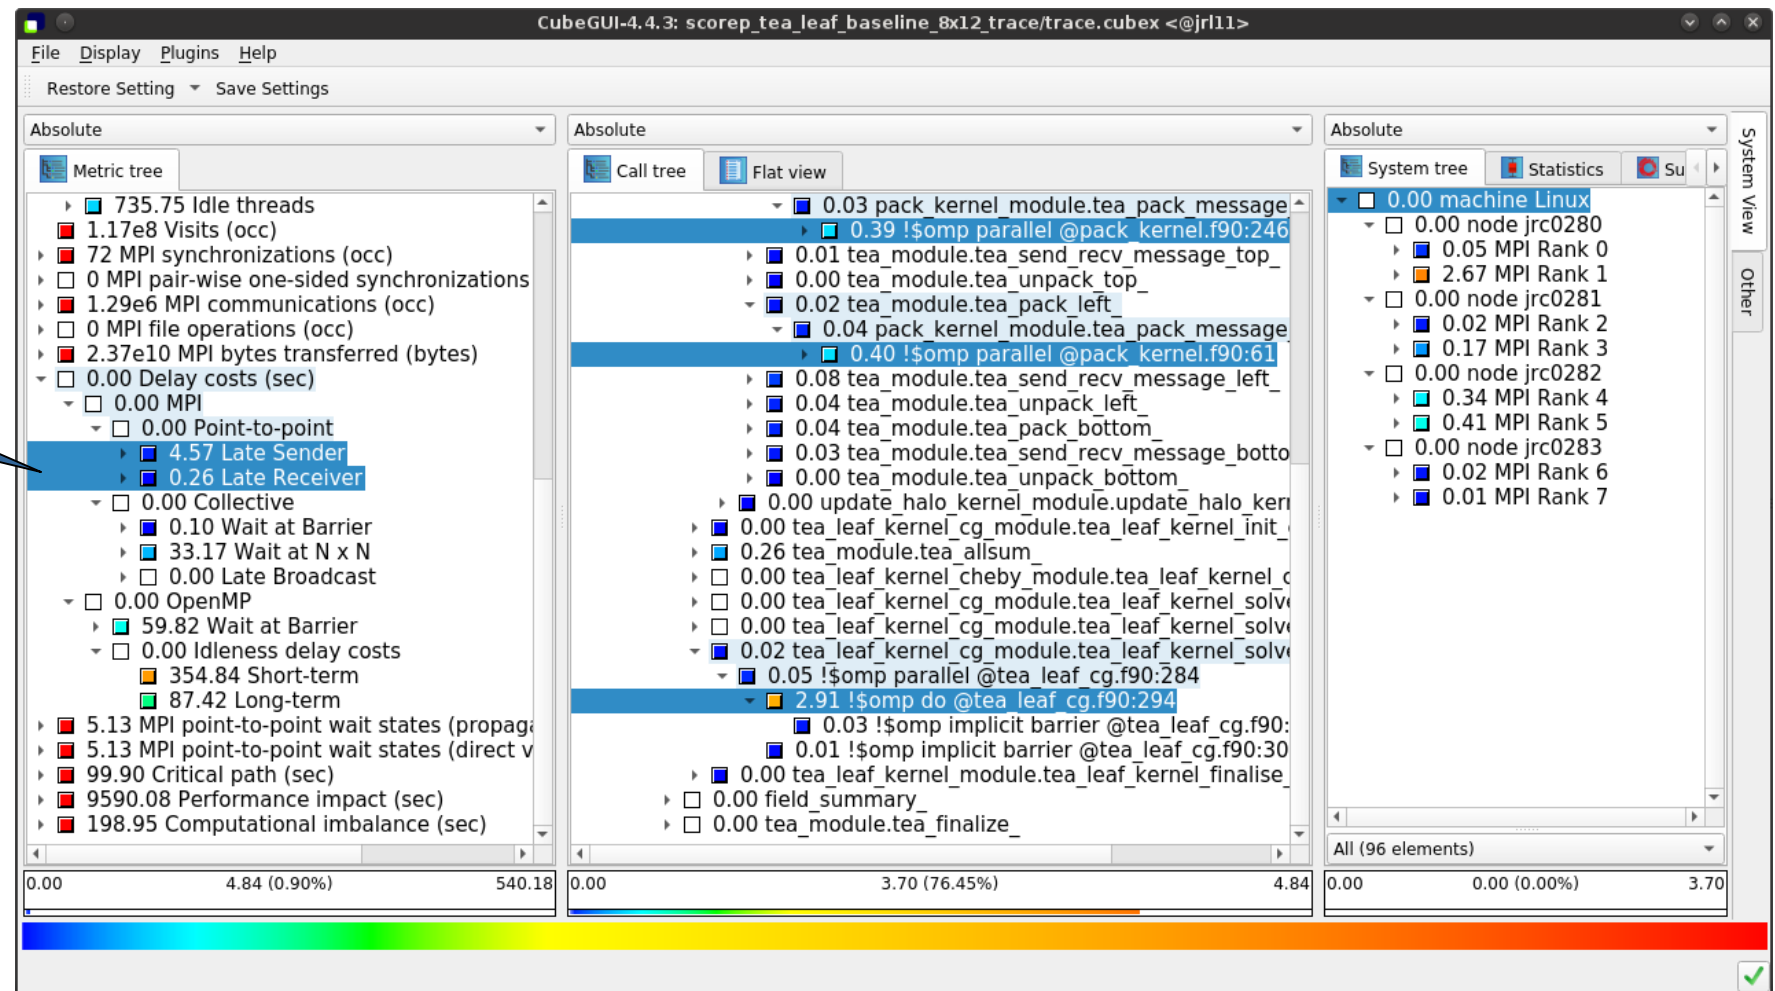 CubeGUI-4.4.3: scorep_tea_leaf_baseline_8x12_trace/trace.cubex <@jrl11>
File Display Plugins Help
Restore Setting Save Settings
Absolute
Metric tree
735.75 Idle threads
1.17e8 Visits (occ)
72 MPI synchronizations (occ)
0 MPI pair-wise one-sided synchronizations
1.29e6 MPI communications (occ)
0 MPI file operations (occ)
2.37e10 MPI bytes transferred (bytes)
0.00 Delay costs (sec)
0.00 MPI
0.00 Point-to-point
4.57 Late Sender
0.26 Late Receiver
0.00 Collective
0.10 Wait at Barrier
33.17 Wait at N x N
0.00 Late Broadcast
0.00 OpenMP
59.82 Wait at Barrier
0.00 Idleness delay costs
354.84 Short-term
87.42 Long-term
5.13 MPI point-to-point wait states (propaga
5.13 MPI point-to-point wait states (direct v
99.90 Critical path (sec)
9590.08 Performance impact (sec)
198.95 Computational imbalance (sec)
0.00 4.84 (0.90%) 540.18
Absolute
Call tree Flat view
0.03 pack_kernel_module.tea_pack_message
0.39 !$omp parallel @pack_kernel.f90:246
0.01 tea_module.tea_send_recv_message_top_
0.00 tea_module.tea_unpack_top_
0.02 tea_module.tea_pack_left_
0.04 pack_kernel_module.tea_pack_message
0.40 !$omp parallel @pack_kernel.f90:61
0.08 tea_module.tea_send_recv_message_left_
0.04 tea_module.tea_unpack_left_
0.04 tea_module.tea_pack_bottom_
0.03 tea_module.tea_send_recv_message_botto
0.00 tea_module.tea_unpack_bottom_
0.00 update_halo_kernel_module.update_halo_kerr
0.00 tea_leaf_kernel_cg_module.tea_leaf_kernel_init_
0.26 tea_module.tea_allsum_
0.00 tea_leaf_kernel_cheby_module.tea_leaf_kernel_c
0.00 tea_leaf_kernel_cg_module.tea_leaf_kernel_solve
0.00 tea_leaf_kernel_cg_module.tea_leaf_kernel_solve
0.02 tea_leaf_kernel_cg_module.tea_leaf_kernel_solve
0.05 !$omp parallel @tea_leaf_cg.f90:284
2.91 !$omp do @tea_leaf_cg.f90:294
0.03 !$omp implicit barrier @tea_leaf_cg.f90:
0.01 !$omp implicit barrier @tea_leaf_cg.f90:30
0.00 tea_leaf_kernel_module.tea_leaf_kernel_finalise_
0.00 field_summary_
0.00 tea_module.tea_finalize_
0.00 3.70 (76.45%) 4.84
Absolute
System tree Statistics Su
0.00 machine Linux
0.00 node jrc0280
0.05 MPI Rank 0
2.67 MPI Rank 1
0.00 node jrc0281
0.02 MPI Rank 2
0.17 MPI Rank 3
0.00 node jrc0282
0.34 MPI Rank 4
0.41 MPI Rank 5
0.00 node jrc0283
0.02 MPI Rank 6
0.01 MPI Rank 7
All (96 elements)
0.00 0.00 (0.00%) 3.70
System View
Other